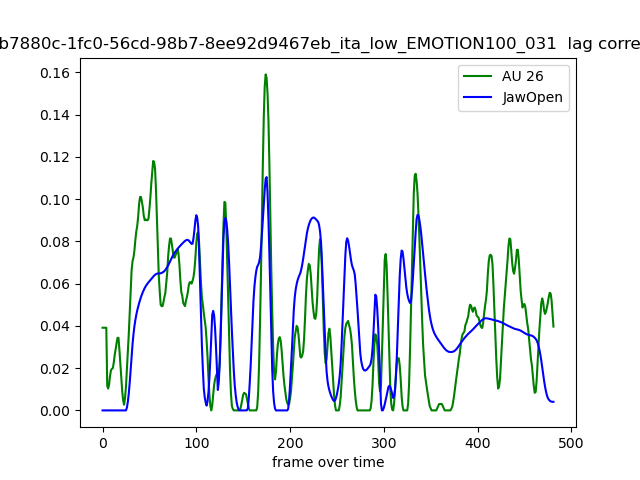 b7880c-1fc0-56cd-98b7-8ee92d9467eb_ita_low_EMOTION100_031 lag corre
AU 26
JawOpen
0.16
0.14
0.12
0.10
0.08
0.06
0.04
0.02
0.00
0 100 200 300 400 500
frame over time